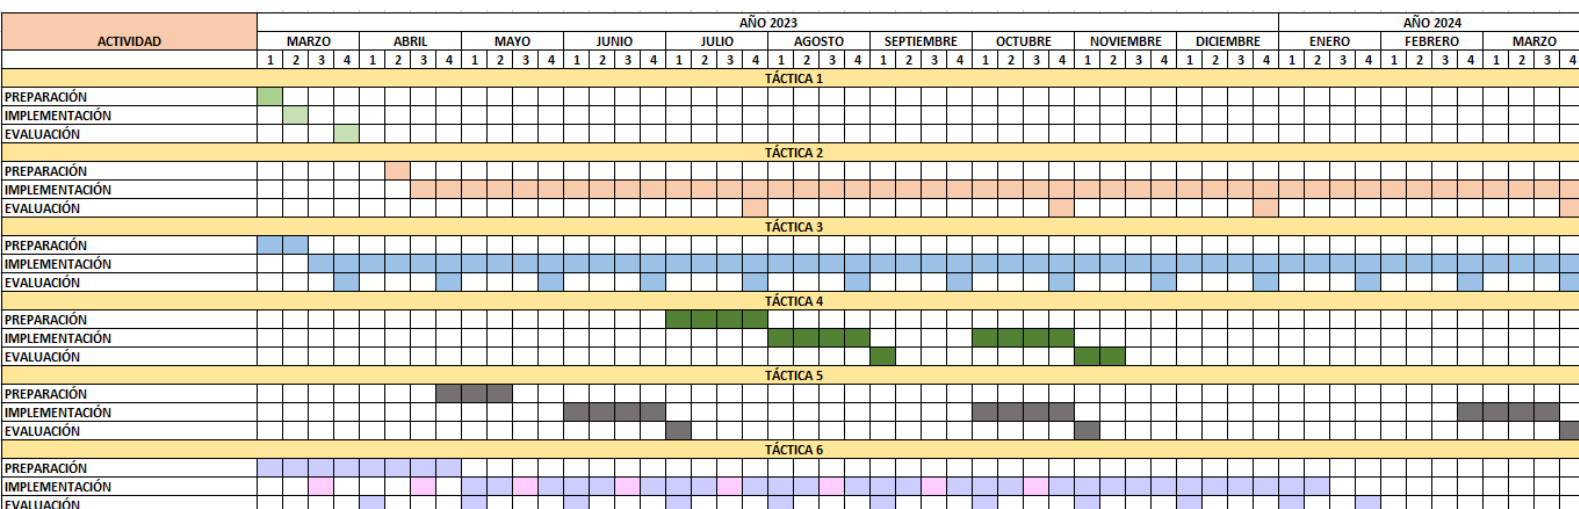 AÑO 2023 AÑO 2024
ACTIVIDAD MARZO ABRIL MAYO JUNIO JULIO AGOSTO SEPTIEMBRE OCTUBRE NOVIEMBRE DICIEMBRE ENERO FEBRERO MARZO
1 2 3 4 1 2 3 4 1 2 3 4 1 2 3 4 1 2 3 4 1 2 3 4 1 2 3 4 1 2 3 4 1 2 3 4 1 2 3 4 1 2 3 4 1 2 3 4 1 2 3 4
TÁCTICA 1
PREPARACIÓN
IMPLEMENTACIÓN
EVALUACIÓN
TÁCTICA 2
PREPARACIÓN
IMPLEMENTACIÓN
EVALUACIÓN
TÁCTICA 3
PREPARACIÓN
IMPLEMENTACIÓN
EVALUACIÓN
TÁCTICA 4
PREPARACIÓN
IMPLEMENTACIÓN
EVALUACIÓN
TÁCTICA 5
PREPARACIÓN
IMPLEMENTACIÓN
EVALUACIÓN
TÁCTICA 6
PREPARACIÓN
IMPLEMENTACIÓN
EVALUACIÓN